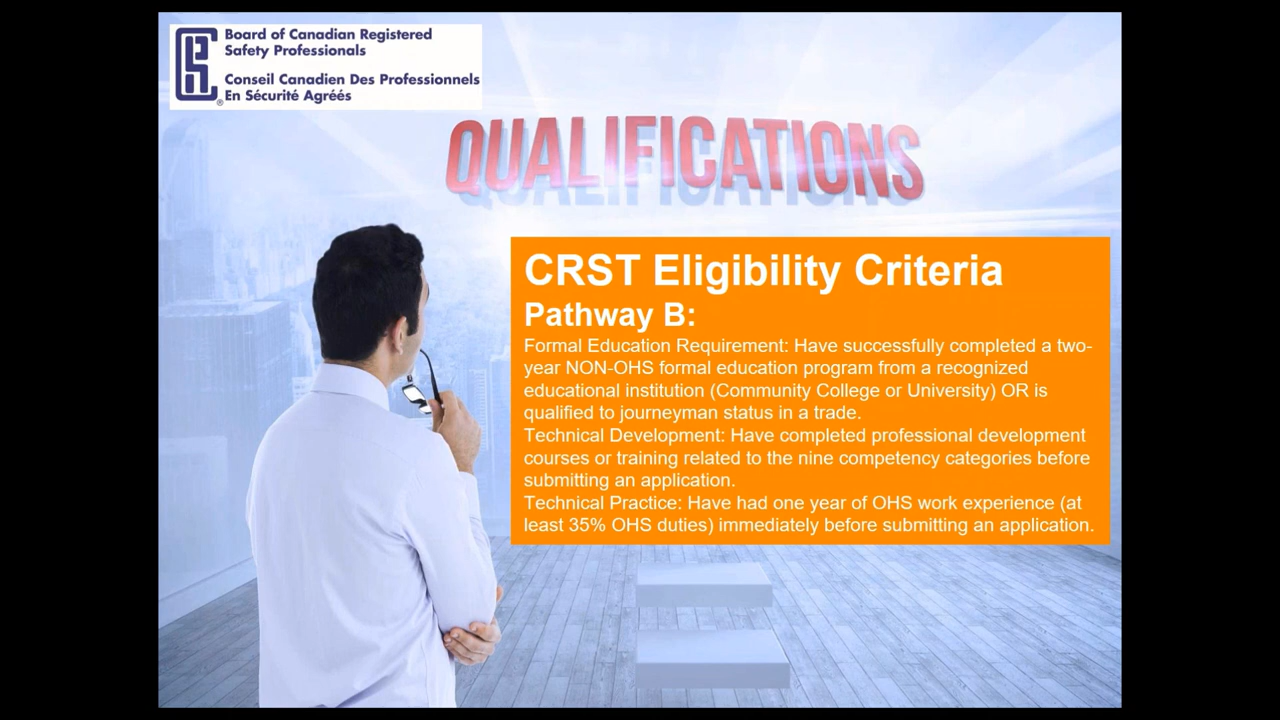 Board of Canadian Registered
Safety Professionals
Conseil Canadien Des Professionnels
En Sécurité Agréés
®
QUALIFICATIONS
CRST Eligibility Criteria
Pathway B:
Formal Education Requirement: Have successfully completed a two-
year NON-OHS formal education program from a recognized
educational institution (Community College or University) OR is
qualified to journeyman status in a trade.
Technical Development: Have completed professional development
courses or training related to the nine competency categories before
submitting an application.
Technical Practice: Have had one year of OHS work experience (at
least 35% OHS duties) immediately before submitting an application.